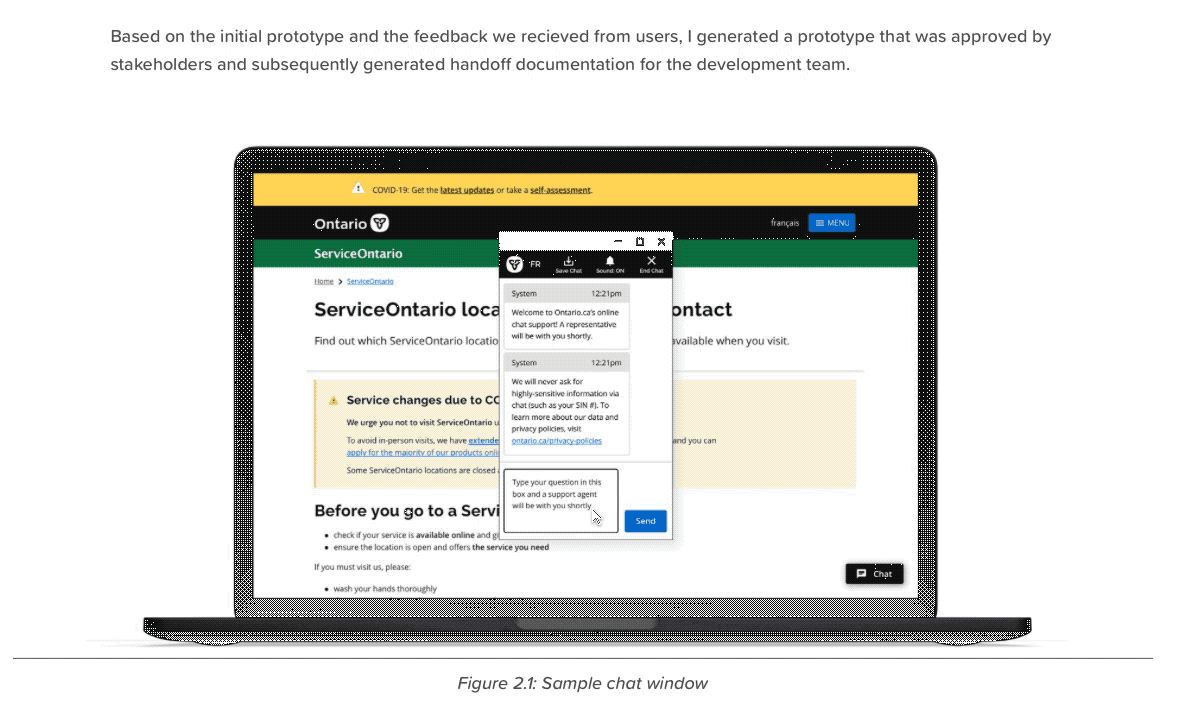 Based on the initial prototype and the feedback we recieved from users, I generated a prototype that was approved by
stakeholders and subsequently generated handoff documentation for the development team.
COVID-19: Get the latest updates or take a self-assessment.
Ontario
français
MENU
ServiceOntario
Home > ServiceOntario
ServiceOntario loca
ontact
Find out which ServiceOntario locatio
available when you visit.
Service changes due to CO
We urge you not to visit ServiceOntario u
To avoid in-person visits, we have extende
and you can
apply for the majority of our products onli
Some ServiceOntario locations are closed a
Before you go to a Servi
check if your service is available online and gi
ensure the location is open and offers the service you need
If you must visit us, please:
wash your hands thoroughly
FR
Save Chat
Sound: ON
End Chat
System 12:21pm
Welcome to Ontario.ca's online
chat support! A representative
will be with you shortly.
System 12:21pm
We will never ask for
highly-sensitive information via
chat (such as your SIN #). To
learn more about our data and
privacy policies, visit
ontario.ca/privacy-policies
Type your question in this
box and a support agent
will be with you shortly
Send
Chat
Figure 2.1: Sample chat window